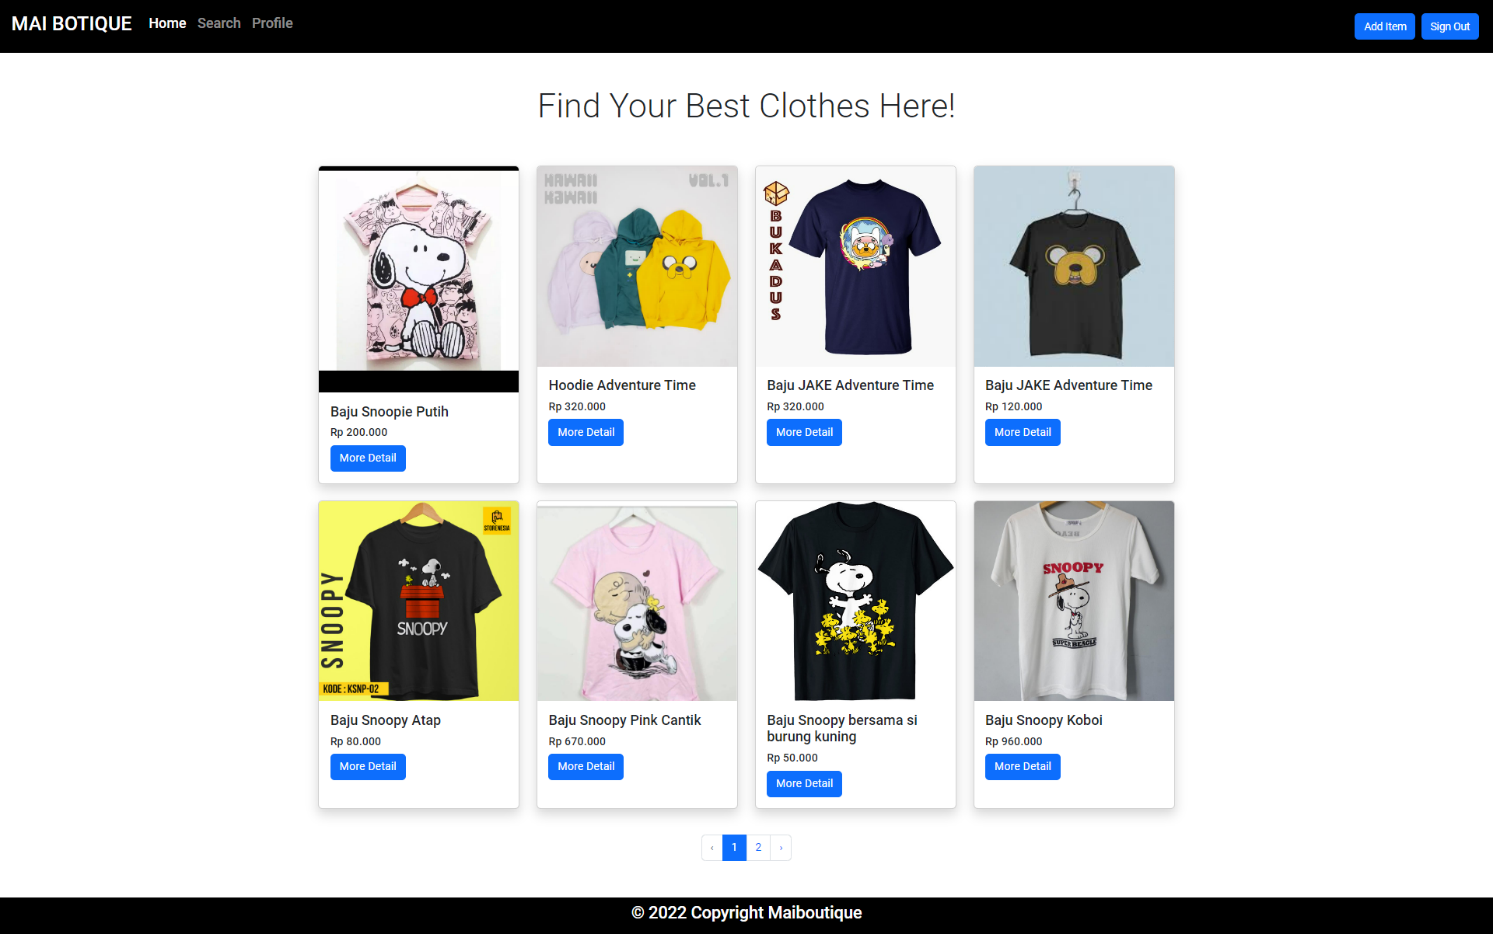 MAI BOTIQUE Home Search Profile Add Item Sign Out
Find Your Best Clothes Here!
HAWAII VOL.1
HAWAII
BUKADUS
Baju Snoopie Putih
Rp 200.000
More Detail
Hoodie Adventure Time
Rp 320.000
More Detail
Baju JAKE Adventure Time
Rp 320.000
More Detail
Baju JAKE Adventure Time
Rp 120.000
More Detail
STORENESIA
SNOOPY
SNOOPY
KODE : KSNP-02
SNOOPY
SUPER BEAGLE
Baju Snoopy Atap
Rp 80.000
More Detail
Baju Snoopy Pink Cantik
Rp 670.000
More Detail
Baju Snoopy bersama si
burung kuning
Rp 50.000
More Detail
Baju Snoopy Koboi
Rp 960.000
More Detail
‹ 1 2 ›
© 2022 Copyright Maiboutique